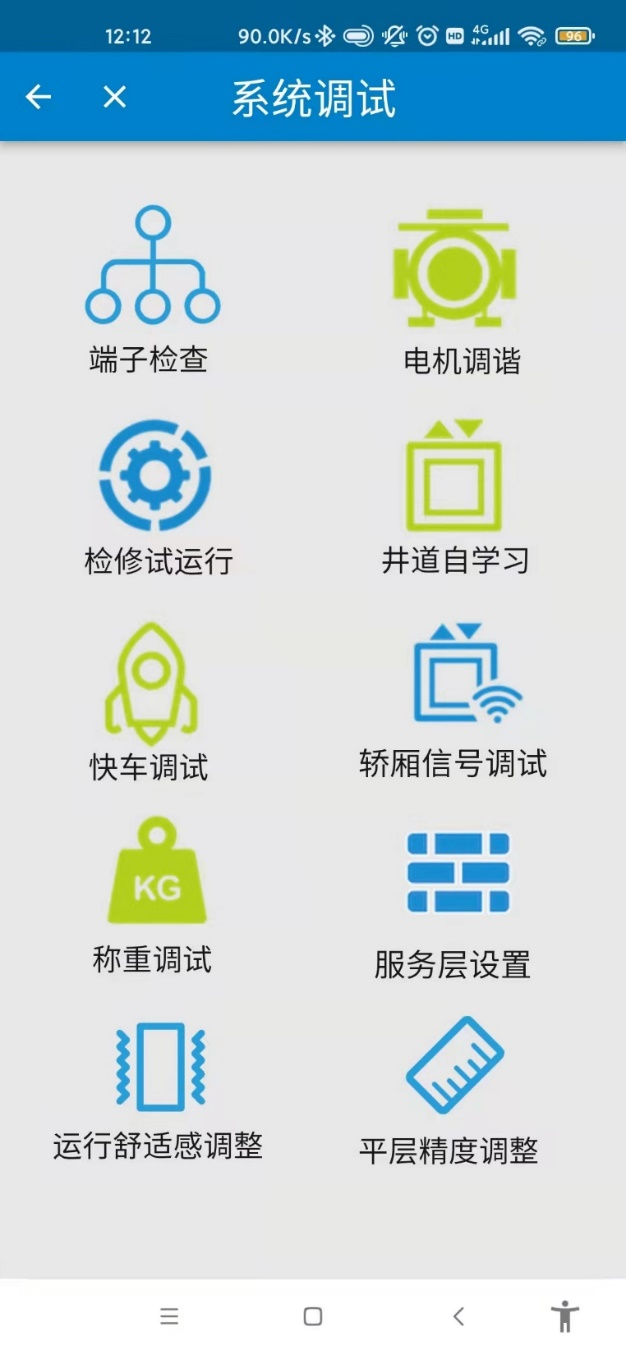 12:12 90.0K/s HD 4G 96
系统调试
端子检查 电机调谐
检修试运行 井道自学习
快车调试 轿厢信号调试
KG
称重调试 服务层设置
运行舒适感调整 平层精度调整